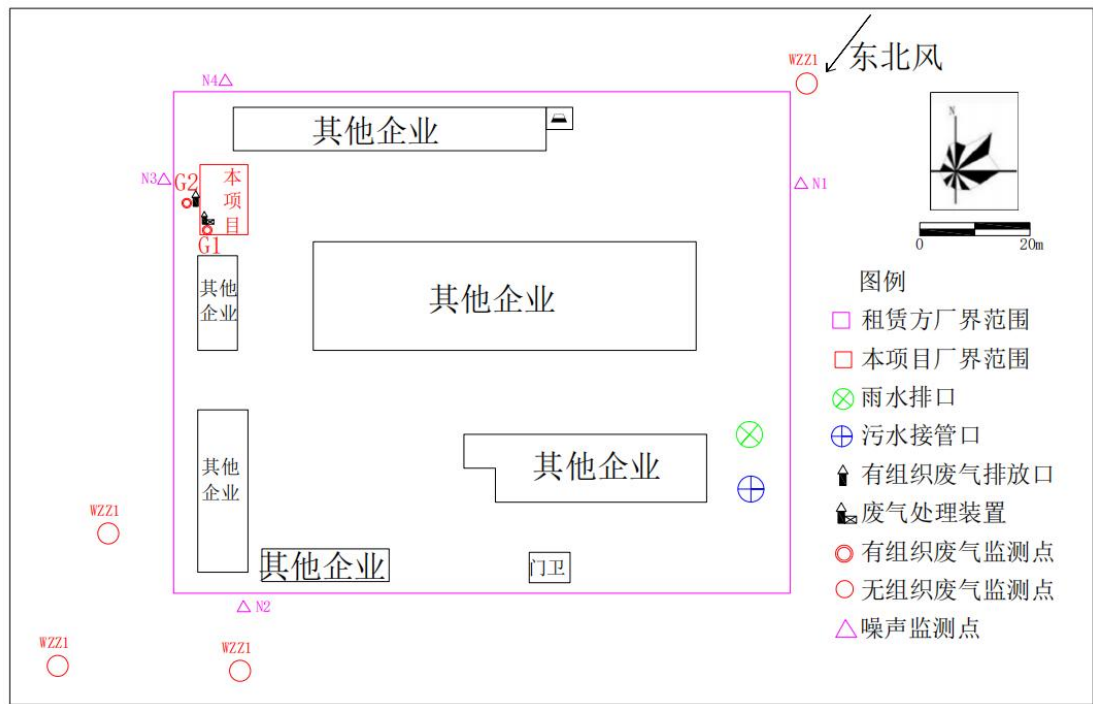 WZZ1
东北风
N4
其他企业
N
N3
G2
本项目
N1
G1
0
20m
其他
企业
其他企业
图例
租赁方厂界范围
本项目厂界范围
雨水排口
污水接管口
其他企业
其他
企业
有组织废气排放口
废气处理装置
WZZ1
有组织废气监测点
其他企业
门卫
无组织废气监测点
N2
噪声监测点
WZZ1
WZZ1